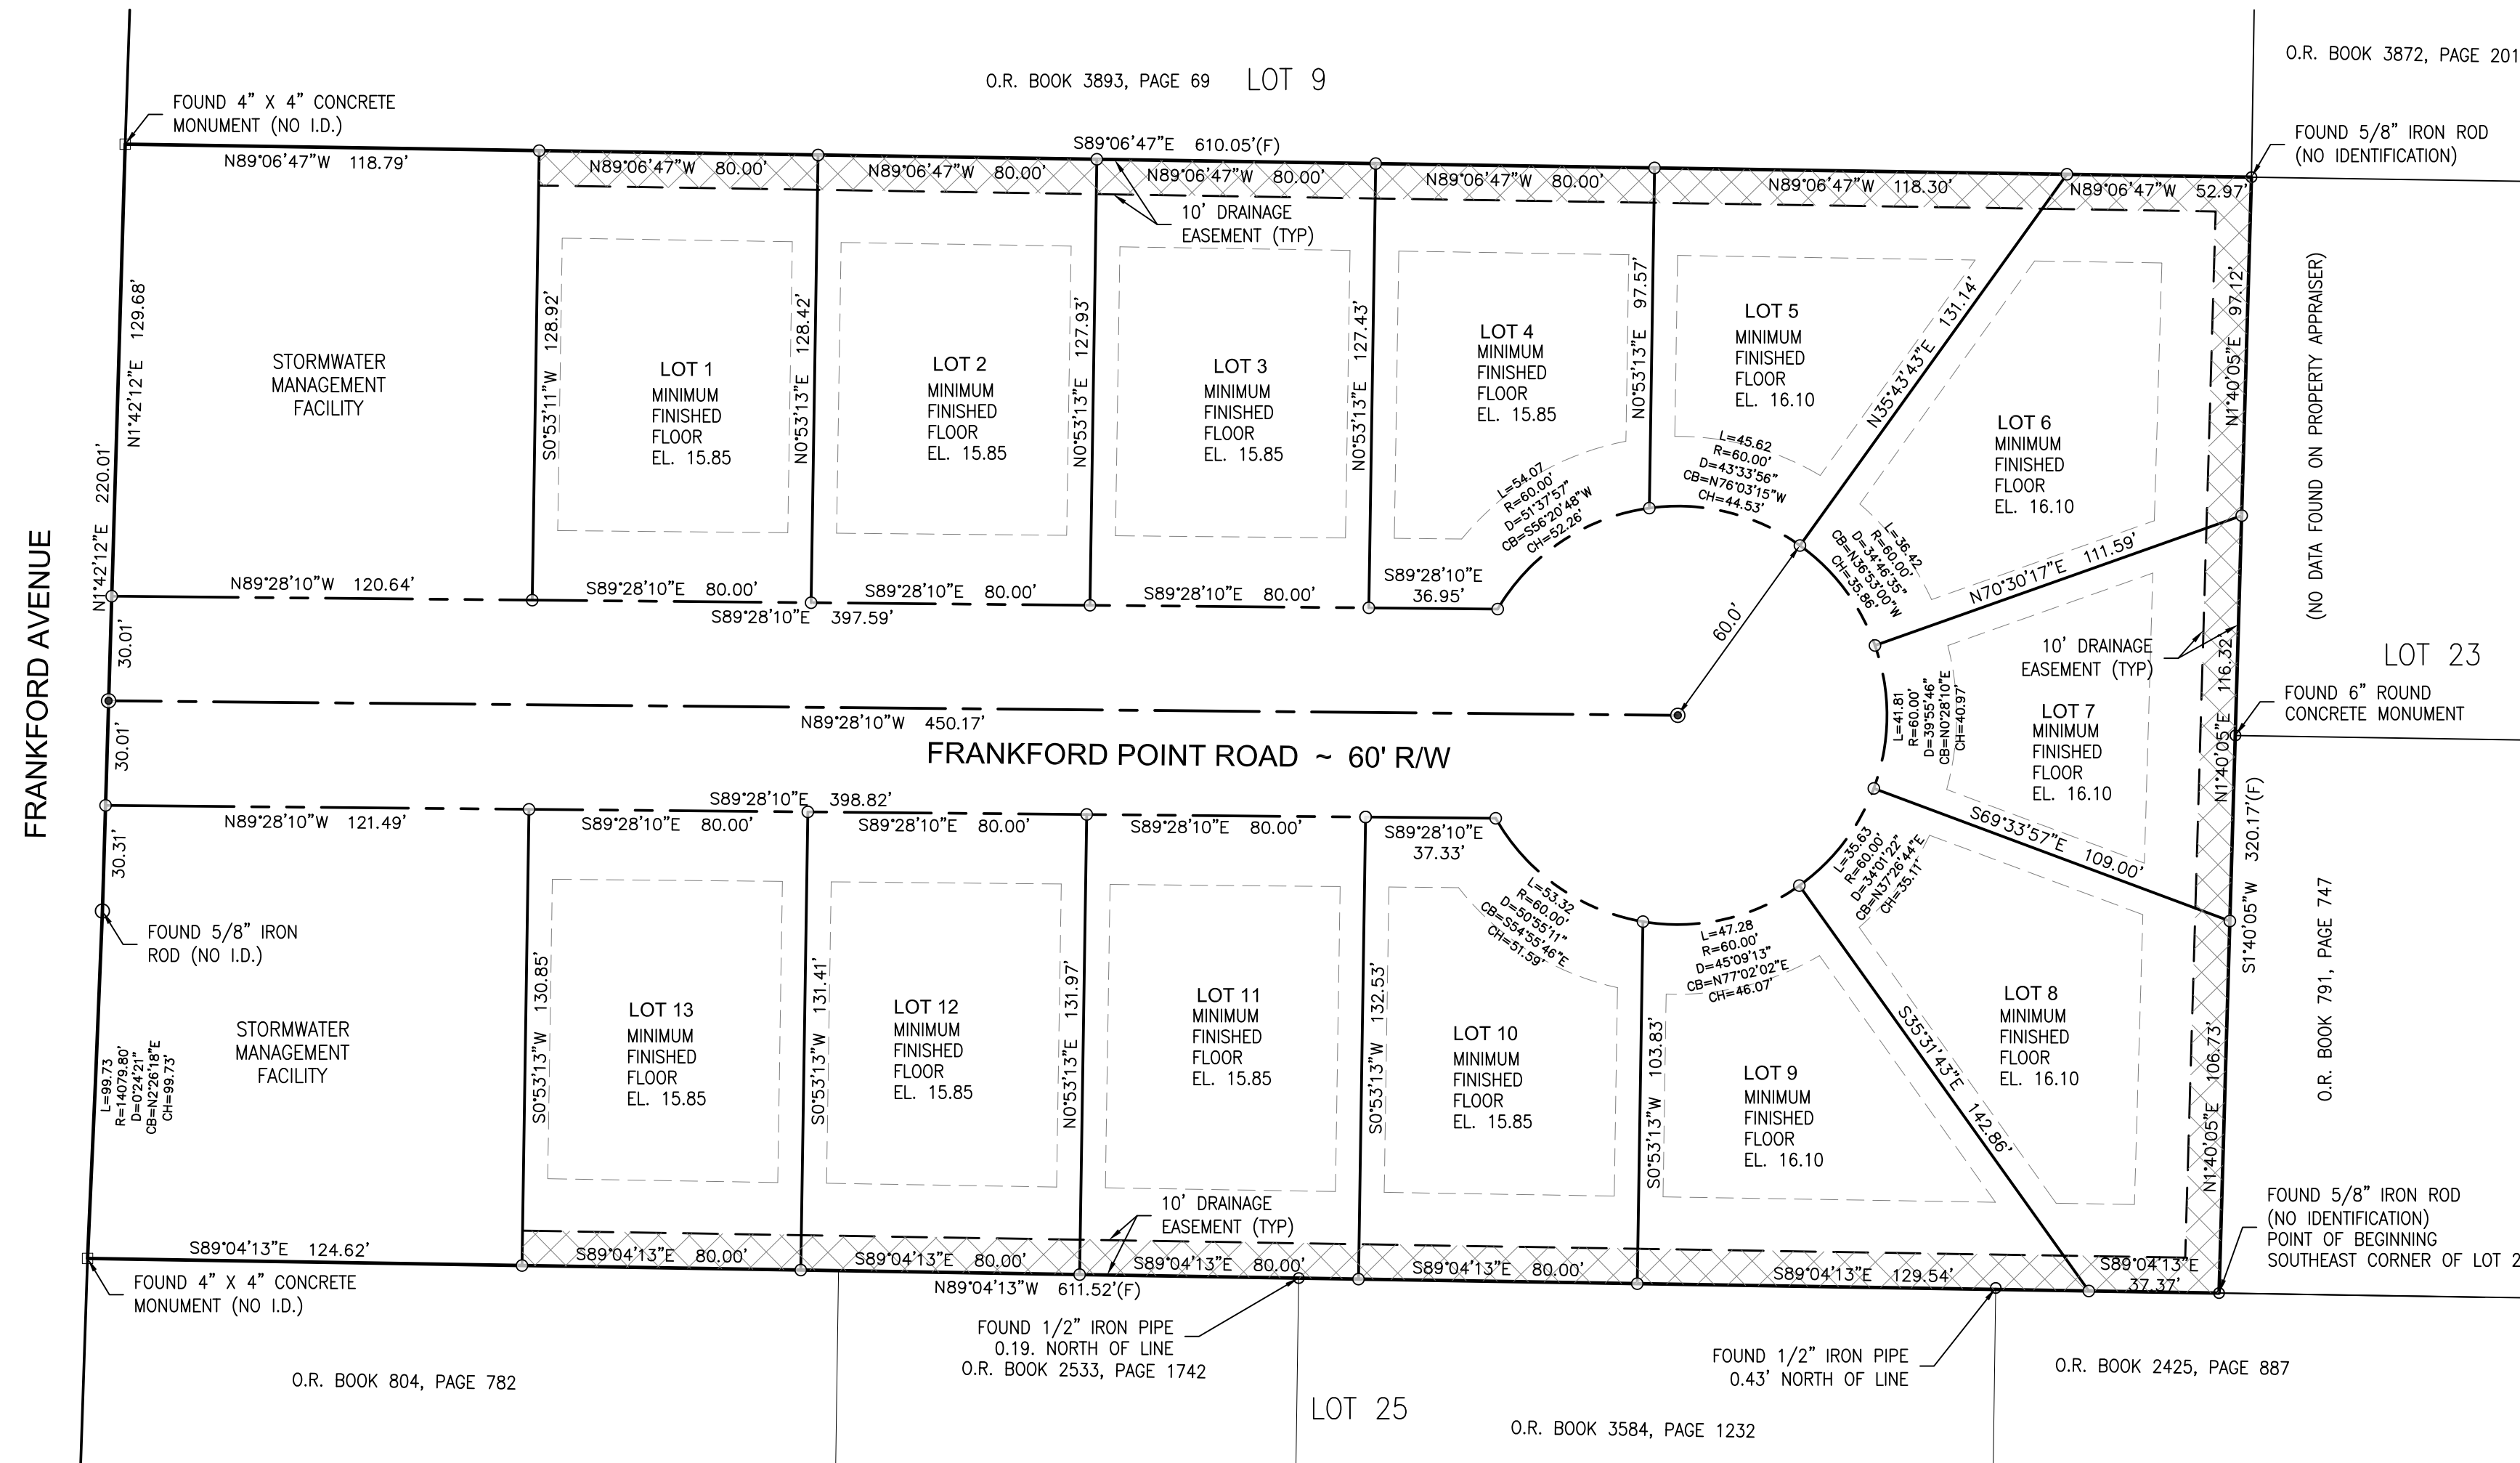 O.R. BOOK 3893, PAGE 69
LOT 9
O.R. BOOK 3872, PAGE 201
FOUND 4" X 4" CONCRETE
MONUMENT (NO I.D.)
S89°06'47"E 610.05'(F)
FOUND 5/8" IRON ROD
(NO IDENTIFICATION)
N89°06'47"W 118.79'
N89°06'47"W 80.00'
N89°06'47"W 80.00'
N89°06'47"W 80.00'
N89°06'47"W 80.00'
N89°06'47"W 118.30'
N89°06'47"W 52.97'
10' DRAINAGE
EASEMENT (TYP)
FRANKFORD AVENUE
N1°42'12"E 220.01'
N1°42'12"E 129.68'
STORMWATER
MANAGEMENT
FACILITY
S0°53'11"W 128.92'
LOT 1
MINIMUM
FINISHED
FLOOR
EL. 15.85
N0°53'13"E 128.42'
LOT 2
MINIMUM
FINISHED
FLOOR
EL. 15.85
N0°53'13"E 127.93'
LOT 3
MINIMUM
FINISHED
FLOOR
EL. 15.85
N0°53'13"E 127.43'
LOT 4
MINIMUM
FINISHED
FLOOR
EL. 15.85
N0°53'13"E 97.57'
LOT 5
MINIMUM
FINISHED
FLOOR
EL. 16.10
N35°43'43"E 131.14'
LOT 6
MINIMUM
FINISHED
FLOOR
EL. 16.10
N1°40'05"E 97.12'
(NO DATA FOUND ON PROPERTY APPRAISER)
L=54.07
R=60.00'
D=51°37'57"
CB=S56°20'48"W
CH=52.26'
L=45.62
R=60.00'
D=43°33'56"
CB=N76°03'15"W
CH=44.53'
L=36.42
R=60.00'
D=34°46'35"
CB=N36°53'00"W
CH=35.86'
N70°30'17"E 111.59'
N89°28'10"W 120.64'
S89°28'10"E 80.00'
S89°28'10"E 80.00'
S89°28'10"E 80.00'
S89°28'10"E
36.95'
S89°28'10"E 397.59'
30.01'
60.0'
10' DRAINAGE
EASEMENT (TYP)
N1°40'05"E 116.32'
LOT 23
FOUND 6" ROUND
CONCRETE MONUMENT
L=41.81
R=60.00'
D=39°55'46"
CB=N0°28'10"E
CH=40.97'
LOT 7
MINIMUM
FINISHED
FLOOR
EL. 16.10
N89°28'10"W 450.17'
FRANKFORD POINT ROAD ~ 60' R/W
30.01'
S89°28'10"E 398.82'
N89°28'10"W 121.49'
S89°28'10"E 80.00'
S89°28'10"E 80.00'
S89°28'10"E 80.00'
S89°28'10"E
37.33'
S69°33'57"E 109.00'
S1°40'05"W 320.17'(F)
30.31'
FOUND 5/8" IRON
ROD (NO I.D.)
L=53.32
R=60.00'
D=50°55'11"
CB=S54°55'46"E
CH=51.59'
L=47.28
R=60.00'
D=45°09'13"
CB=N77°02'02"E
CH=46.07'
L=35.63
R=60.00'
D=34°01'22"
CB=N37°26'44"E
CH=35.11'
L=99.73
R=14079.80'
D=0°24'21"
CB=N2°26'18"E
CH=99.73'
STORMWATER
MANAGEMENT
FACILITY
S0°53'13"W 130.85'
LOT 13
MINIMUM
FINISHED
FLOOR
EL. 15.85
S0°53'13"W 131.41'
LOT 12
MINIMUM
FINISHED
FLOOR
EL. 15.85
N0°53'13"E 131.97'
LOT 11
MINIMUM
FINISHED
FLOOR
EL. 15.85
S0°53'13"W 132.53'
LOT 10
MINIMUM
FINISHED
FLOOR
EL. 15.85
S0°53'13"W 103.83'
LOT 9
MINIMUM
FINISHED
FLOOR
EL. 16.10
S35°31'43"E 142.86'
LOT 8
MINIMUM
FINISHED
FLOOR
EL. 16.10
N1°40'05"E 106.73'
O.R. BOOK 791, PAGE 747
10' DRAINAGE
EASEMENT (TYP)
FOUND 5/8" IRON ROD
(NO IDENTIFICATION)
POINT OF BEGINNING
SOUTHEAST CORNER OF LOT 2
S89°04'13"E 124.62'
S89°04'13"E 80.00'
S89°04'13"E 80.00'
S89°04'13"E 80.00'
S89°04'13"E 80.00'
S89°04'13"E 129.54'
S89°04'13"E
37.37'
N89°04'13"W 611.52'(F)
FOUND 4" X 4" CONCRETE
MONUMENT (NO I.D.)
FOUND 1/2" IRON PIPE
0.19. NORTH OF LINE
O.R. BOOK 2533, PAGE 1742
FOUND 1/2" IRON PIPE
0.43' NORTH OF LINE
O.R. BOOK 2425, PAGE 887
O.R. BOOK 804, PAGE 782
LOT 25
O.R. BOOK 3584, PAGE 1232